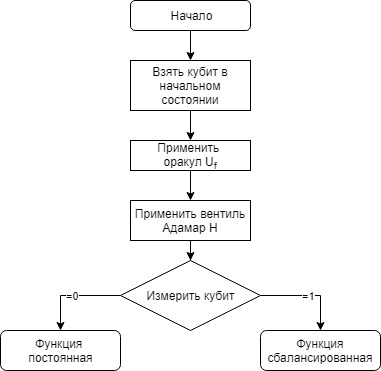 Начало
Взять кубит в
начальном
состоянии
Применить
оракул Uf
Применить вентиль
Адамар H
Измерить кубит
=0
=1
Функция
постоянная
Функция
сбалансированная